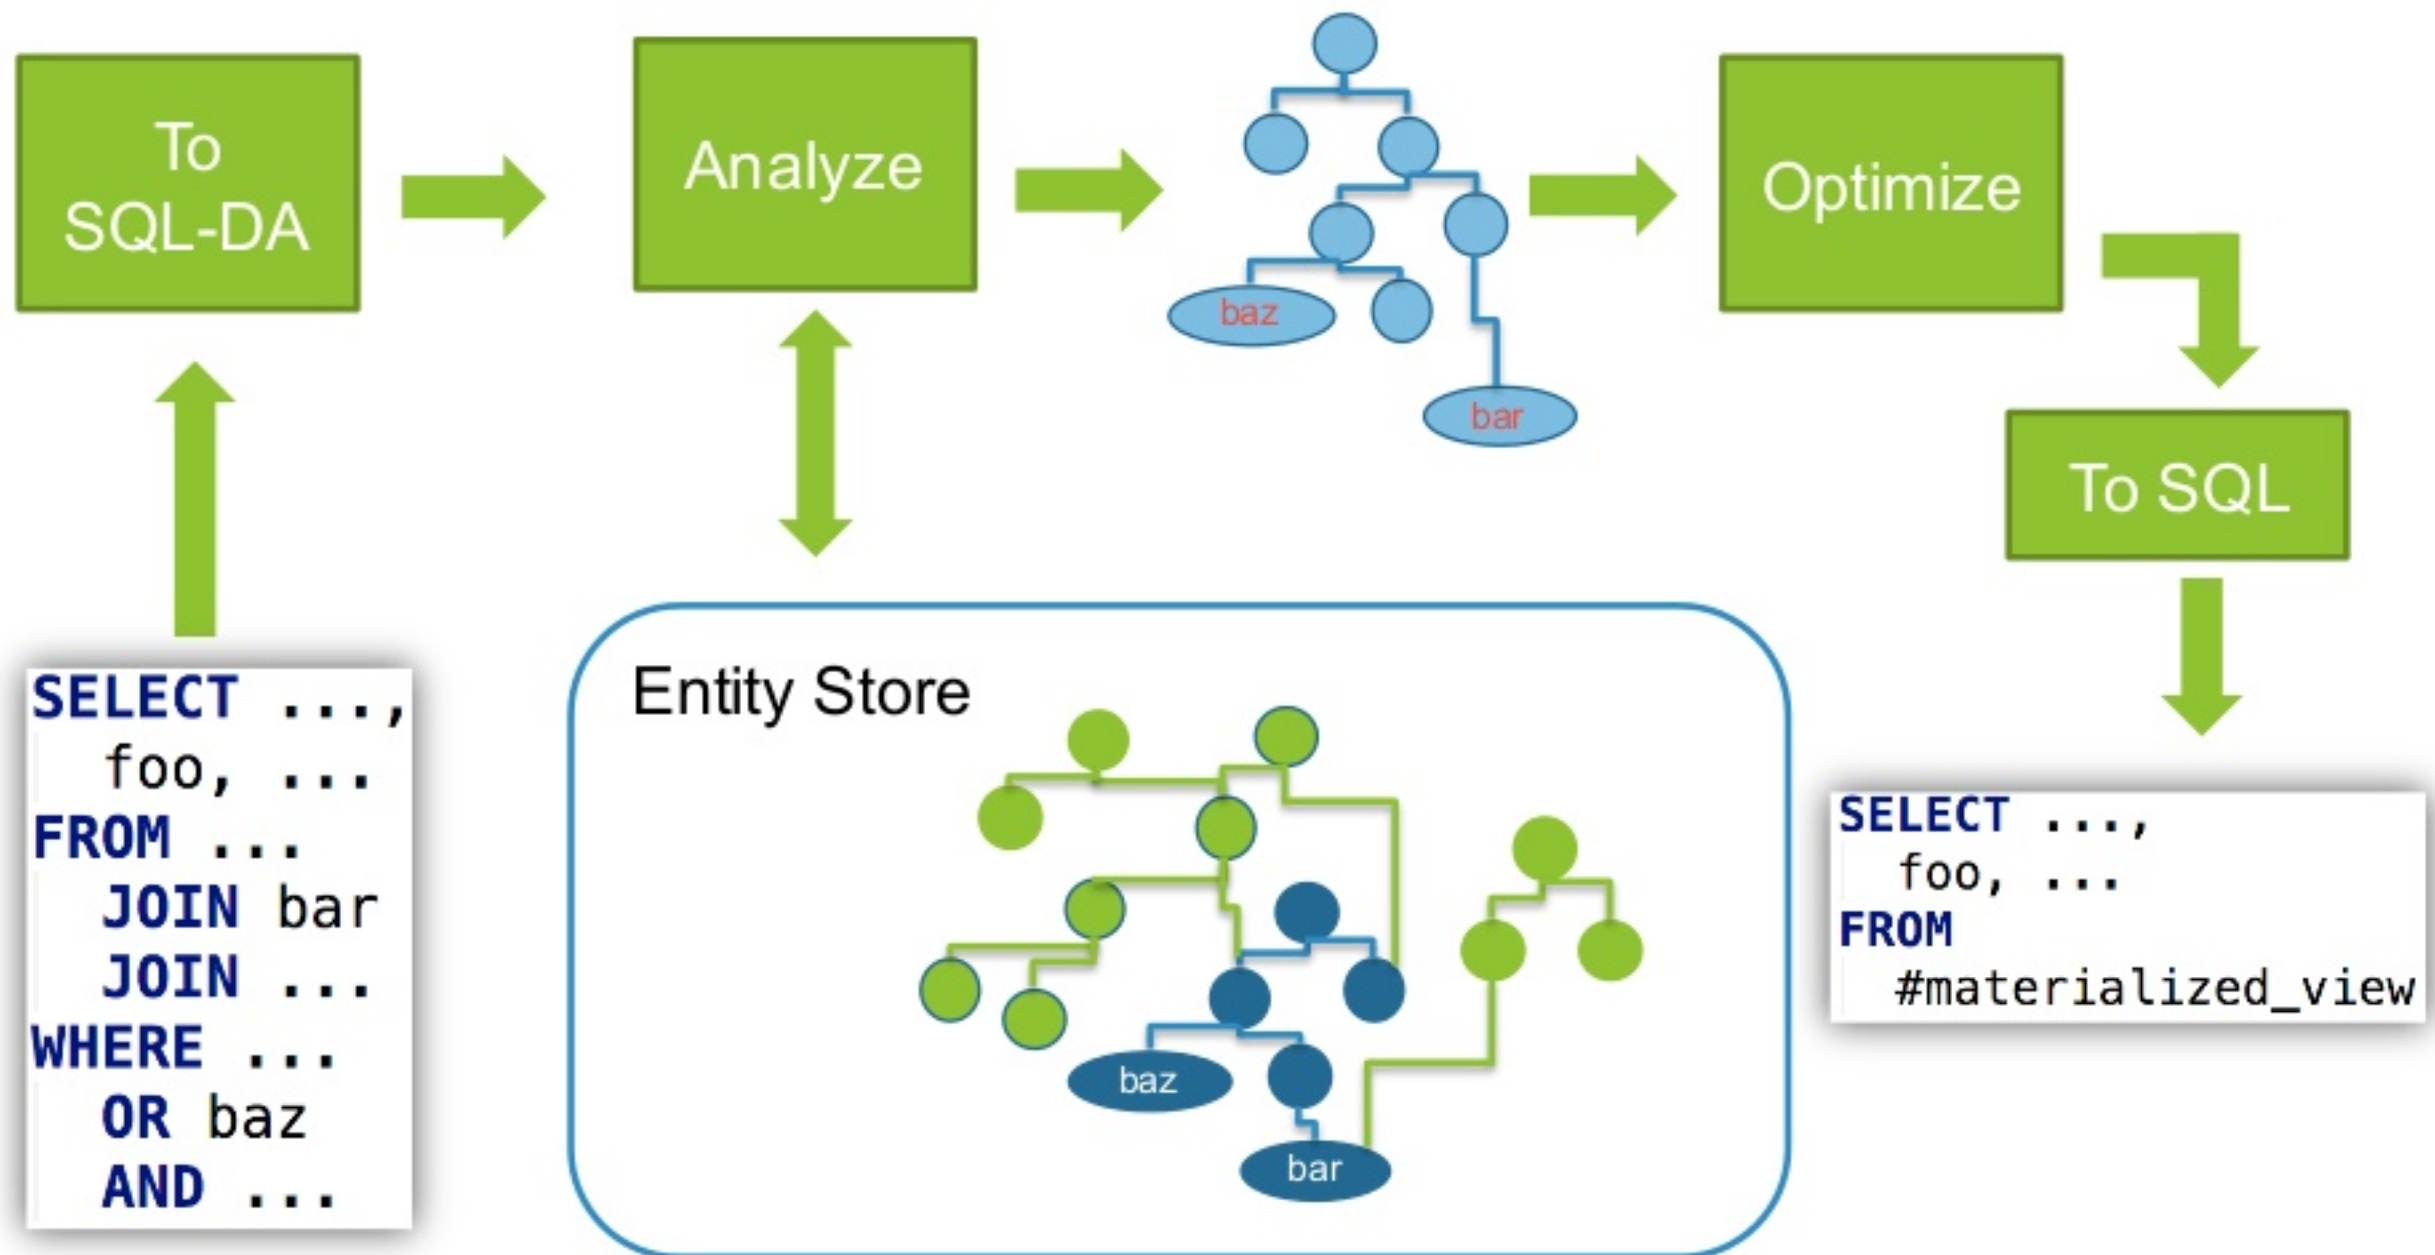 To
SQL-DA
Analyze
Optimize
baz
bar
To SQL
SELECT ...,
  foo, ...
FROM ...
  JOIN bar
  JOIN ...
WHERE ...
  OR baz
  AND ...
Entity Store
baz
bar
SELECT ...,
  foo, ...
FROM
  #materialized_view